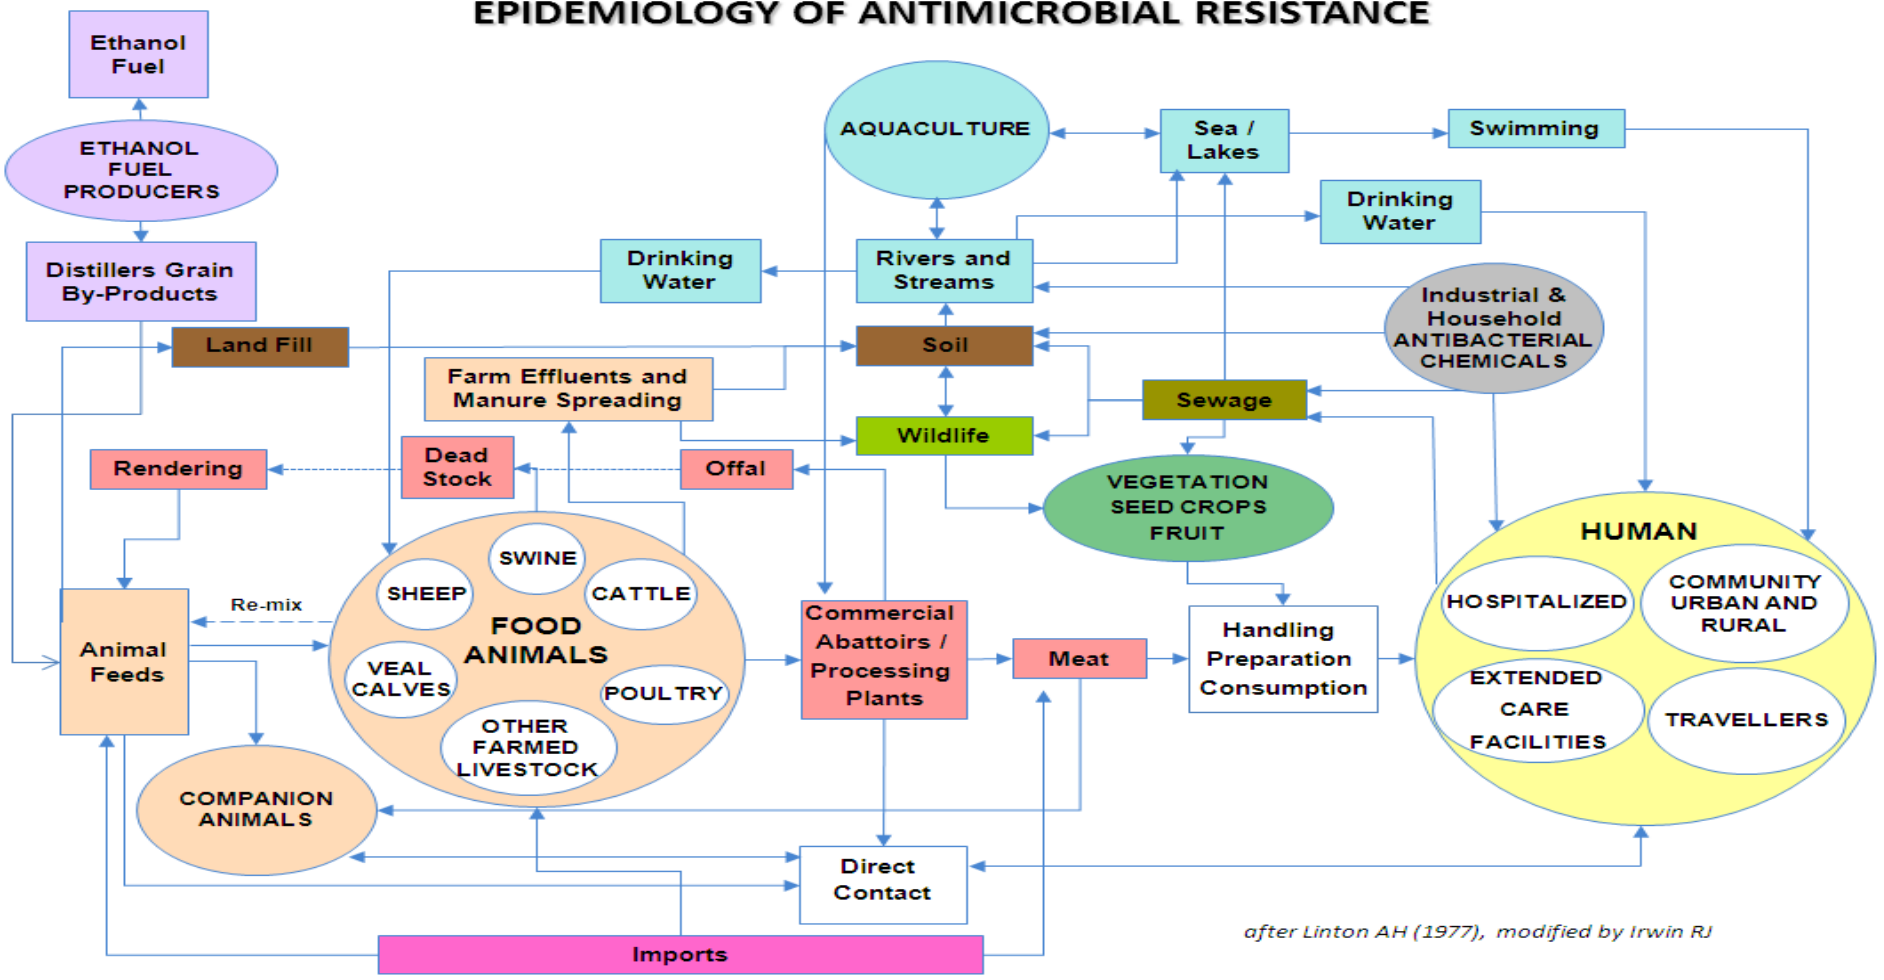 EPIDEMIOLOGY OF ANTIMICROBIAL RESISTANCE
Ethanol
Fuel
ETHANOL
FUEL
PRODUCERS
Distillers Grain
By-Products
AQUACULTURE
Sea /
Lakes
Swimming
Drinking
Water
Drinking
Water
Rivers and
Streams
Industrial &
Household
ANTIBACTERIAL
CHEMICALS
Land Fill
Soil
Farm Effluents and
Manure Spreading
Sewage
Wildlife
Rendering
Dead
Stock
Offal
VEGETATION
SEED CROPS
FRUIT
Animal
Feeds
Re-mix
SWINE
SHEEP
CATTLE
FOOD
ANIMALS
VEAL
CALVES
POULTRY
OTHER
FARMED
LIVESTOCK
Commercial
Abattoirs /
Processing
Plants
Meat
Handling
Preparation
Consumption
HUMAN
HOSPITALIZED
COMMUNITY
URBAN AND
RURAL
EXTENDED
CARE
FACILITIES
TRAVELLERS
COMPANION
ANIMALS
Direct
Contact
Imports
after Linton AH (1977), modified by Irwin RJ